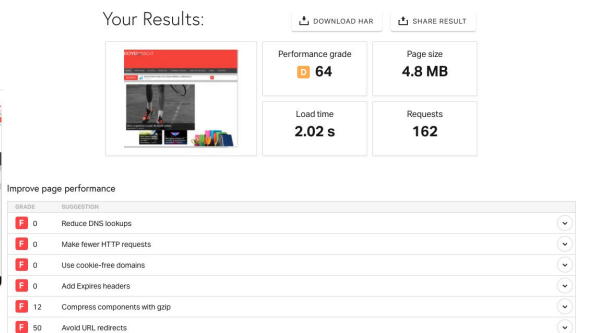 Your Results:
DOWNLOAD HAR
SHARE RESULT
Performance grade
D 64
Page size
4.8 MB
Load time
2.02 s
Requests
162
Improve page performance
GRADE SUGGESTION
F 0 Reduce DNS lookups
F 0 Make fewer HTTP requests
F 0 Use cookie-free domains
F 0 Add Expires headers
F 12 Compress components with gzip
F 50 Avoid URL redirects